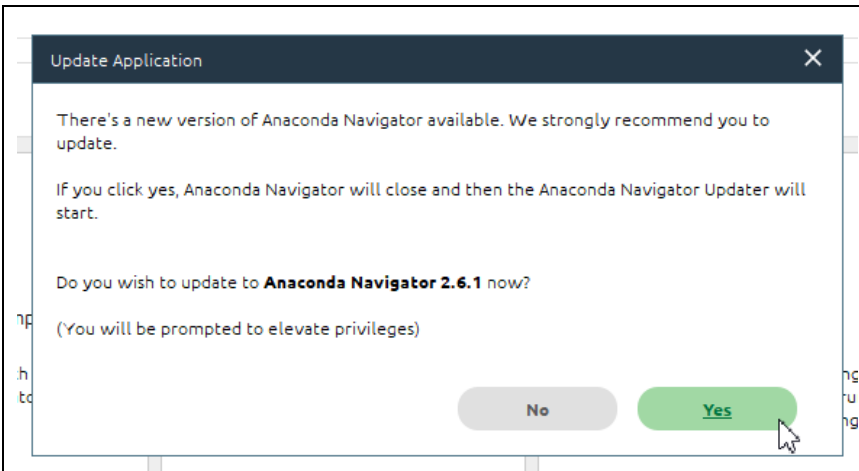 Update Application
There's a new version of Anaconda Navigator available. We strongly recommend you to
update.
If you click yes, Anaconda Navigator will close and then the Anaconda Navigator Updater will
start.
Do you wish to update to Anaconda Navigator 2.6.1 now?
(You will be prompted to elevate privileges)
No
Yes